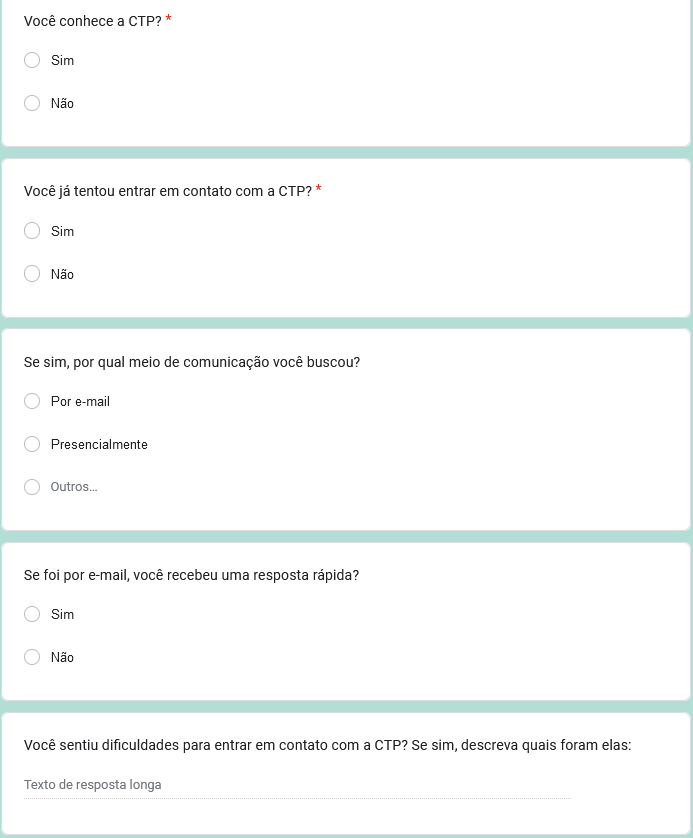 Você conhece a CTP? *
Sim
Não
Você já tentou entrar em contato com a CTP? *
Sim
Não
Se sim, por qual meio de comunicação você buscou?
Por e-mail
Presencialmente
Outros...
Se foi por e-mail, você recebeu uma resposta rápida?
Sim
Não
Você sentiu dificuldades para entrar em contato com a CTP? Se sim, descreva quais foram elas:
Texto de resposta longa